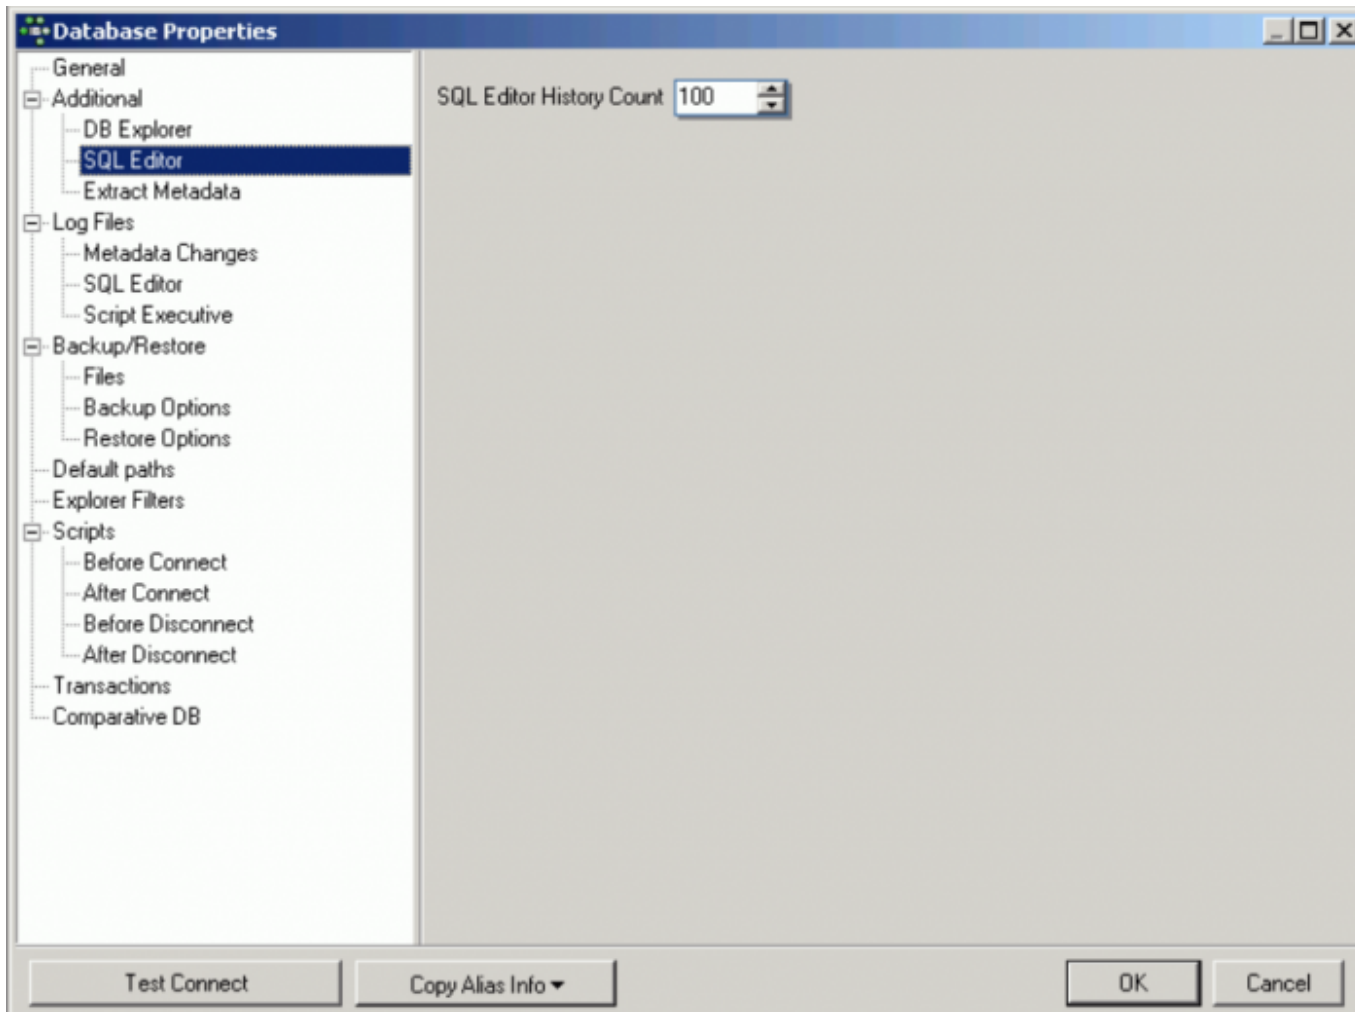 Database Properties
General
Additional
DB Explorer
SQL Editor
Extract Metadata
Log Files
Metadata Changes
SQL Editor
Script Executive
Backup/Restore
Files
Backup Options
Restore Options
Default paths
Explorer Filters
Scripts
Before Connect
After Connect
Before Disconnect
After Disconnect
Transactions
Comparative DB
SQL Editor History Count 100
Test Connect
Copy Alias Info
OK
Cancel